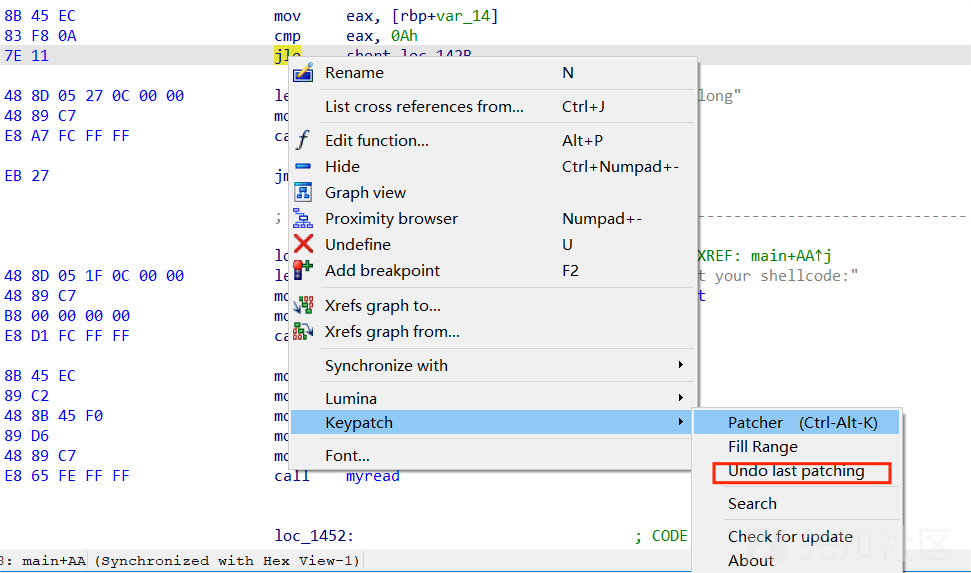 8B 45 EC mov eax, [rbp+var_14]
83 F8 0A cmp eax, 0Ah
7E 11 jle short loc_142B
48 8D 05 27 0C 00 00 le long"
48 89 C7 mo
E8 A7 FC FF FF ca
EB 27 jm
;
lo XREF: main+AA↑j
48 8D 05 1F 0C 00 00 le t your shellcode:"
48 89 C7 mo t
B8 00 00 00 00 mo
E8 D1 FC FF FF ca
8B 45 EC mo
89 C2 mo
48 8B 45 F0 mo
89 D6 mo
48 89 C7 mo
E8 65 FE FF FF call myread
loc_1452: ; CODE
3: main+AA (Synchronized with Hex View-1)
Rename N
List cross references from... Ctrl+J
Edit function... Alt+P
Hide Ctrl+Numpad+-
Graph view
Proximity browser Numpad+-
Undefine U
Add breakpoint F2
Xrefs graph to...
Xrefs graph from...
Synchronize with
Lumina
Keypatch
Font...
Patcher (Ctrl-Alt-K)
Fill Range
Undo last patching
Search
Check for update
About
先知社区